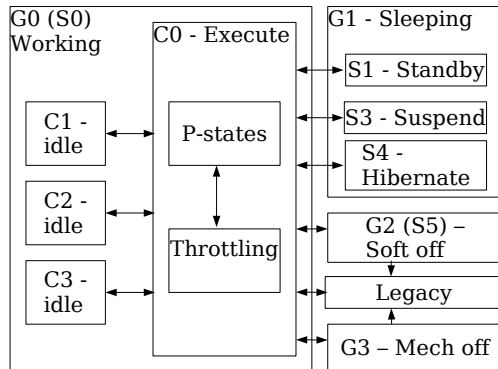 G0 (S0)
Working
C0 - Execute
G1 - Sleeping
S1 - Standby
C1 -
idle
P-states
S3 - Suspend
S4 -
Hibernate
C2 -
idle
Throttling
G2 (S5) –
Soft off
C3 -
idle
Legacy
G3 – Mech off